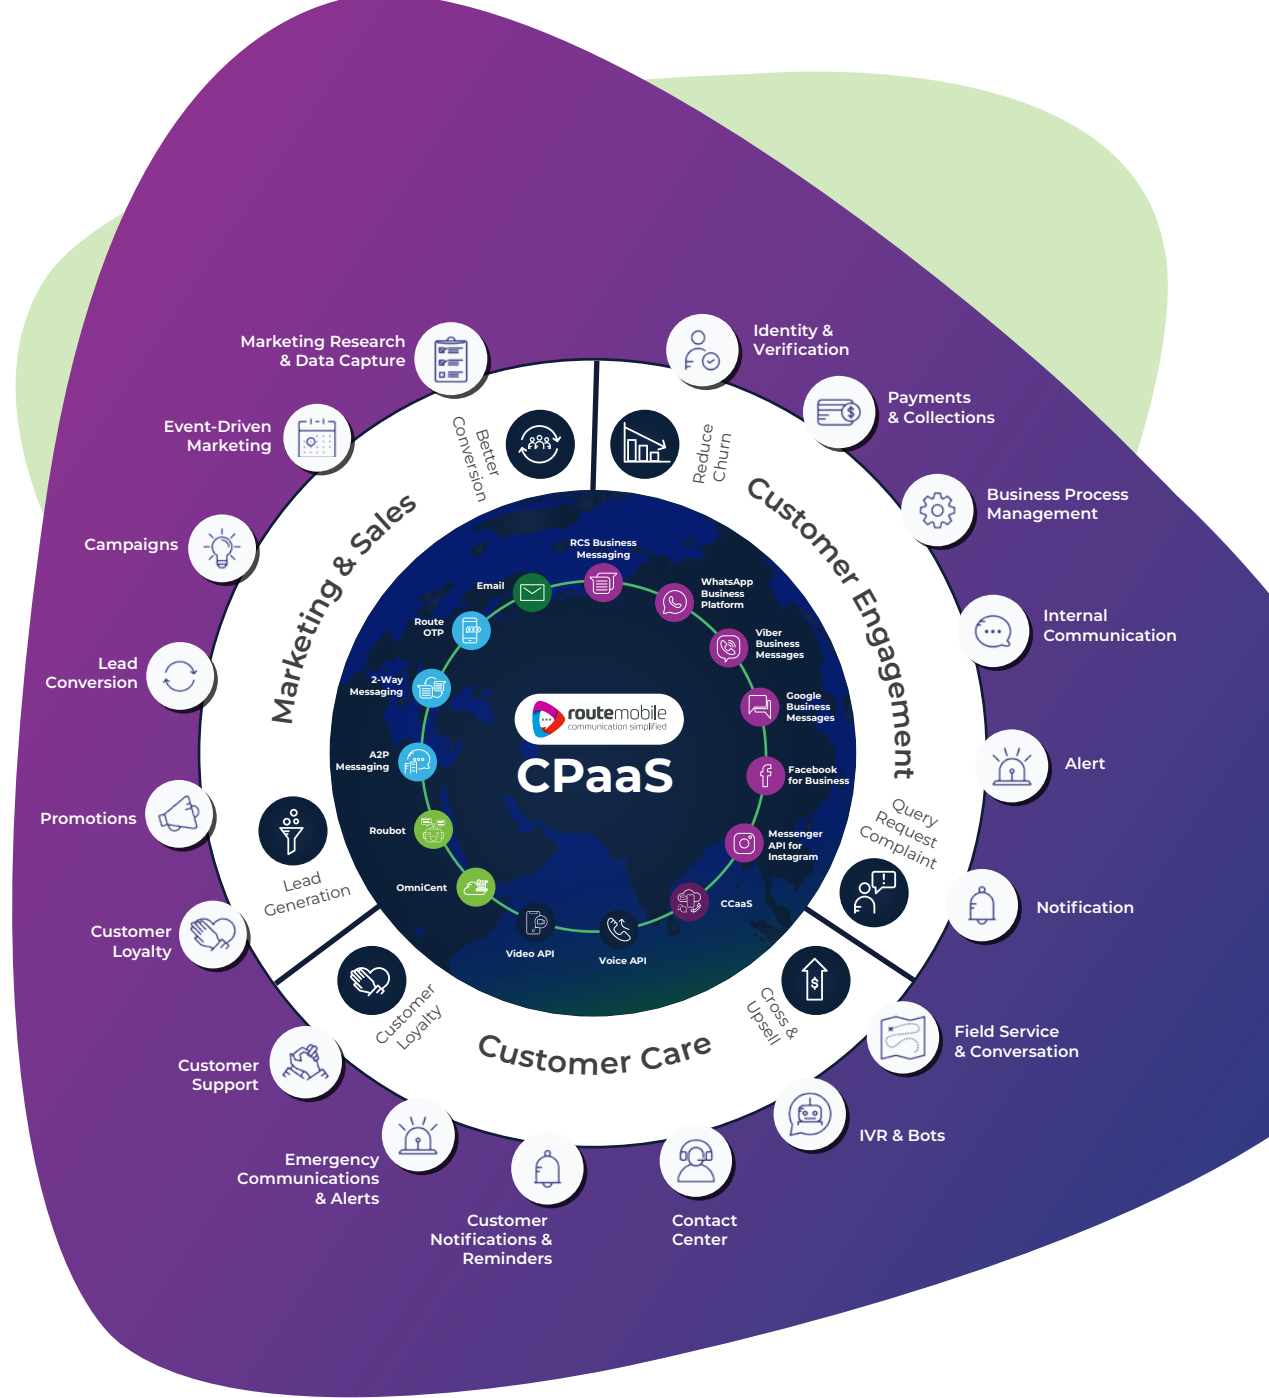 Marketing Research
& Data Capture
Identity &
Verification
Payments
& Collections
Event-Driven
Marketing
Business Process
Management
Campaigns
Internal
Communication
Lead
Conversion
Alert
Promotions
Notification
Customer
Loyalty
Field Service
& Conversation
Customer
Support
IVR & Bots
Emergency
Communications
& Alerts
Customer
Notifications &
Reminders
Contact
Center
Marketing & Sales
Better
Conversion
Lead
Generation
Customer Engagement
Reduce
Churn
Query
Request
Complaint
Customer Care
Customer
Loyalty
Cross &
Upsell
RCS Business
Messaging
WhatsApp
Business
Platform
Viber
Business
Messages
Google
Business
Messages
Facebook
for Business
Messenger
API for
Instagram
CCaaS
Voice API
Video API
OmniCent
Roubot
A2P
Messaging
2-Way
Messaging
Route
OTP
Email
routemobile
communication simplified
CPaaS